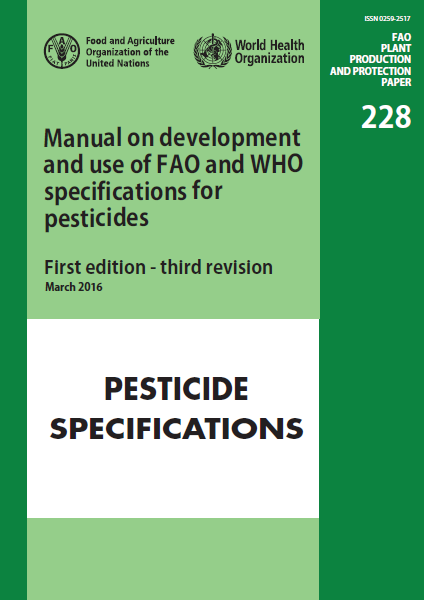 ISSN 0259-2517
FAO
PLANT
PRODUCTION
AND PROTECTION
PAPER
228
Food and Agriculture
Organization of the
United Nations
World Health
Organization
Manual on development
and use of FAO and WHO
specifications for
pesticides
First edition - third revision
March 2016
PESTICIDE
SPECIFICATIONS